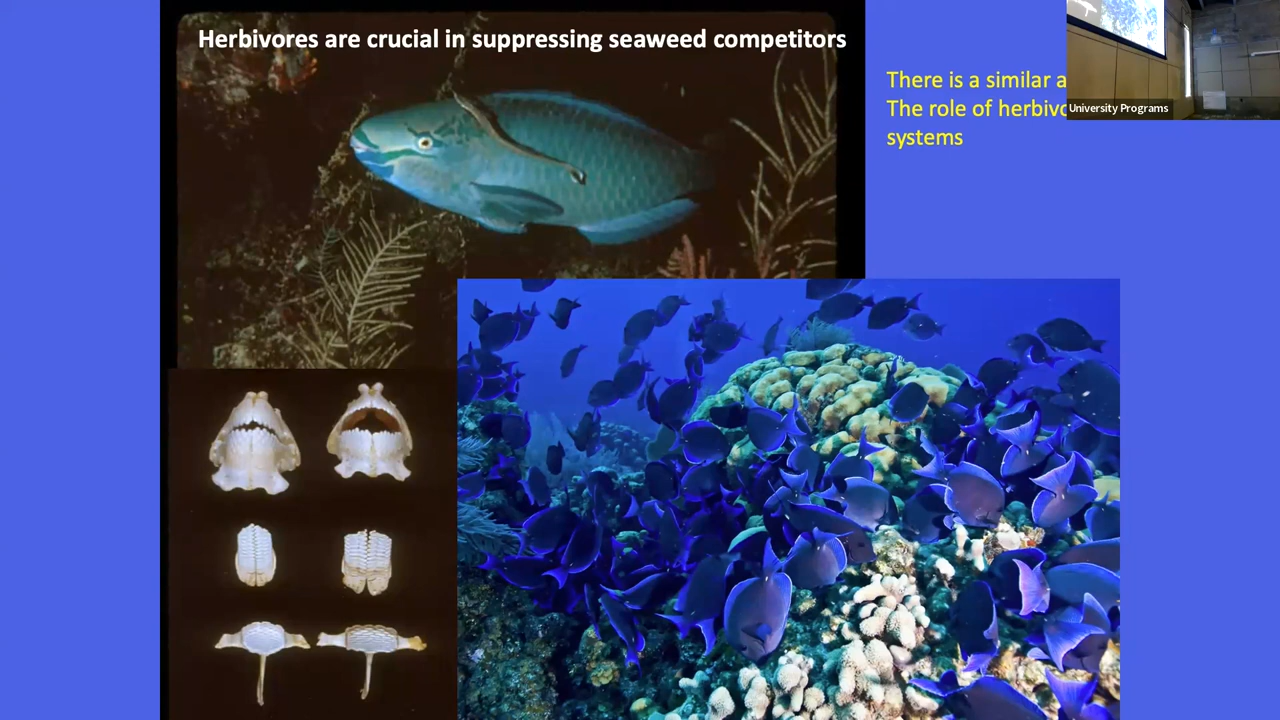 Herbivores are crucial in suppressing seaweed competitors
There is a similar a
The role of herbivo
systems
University Programs